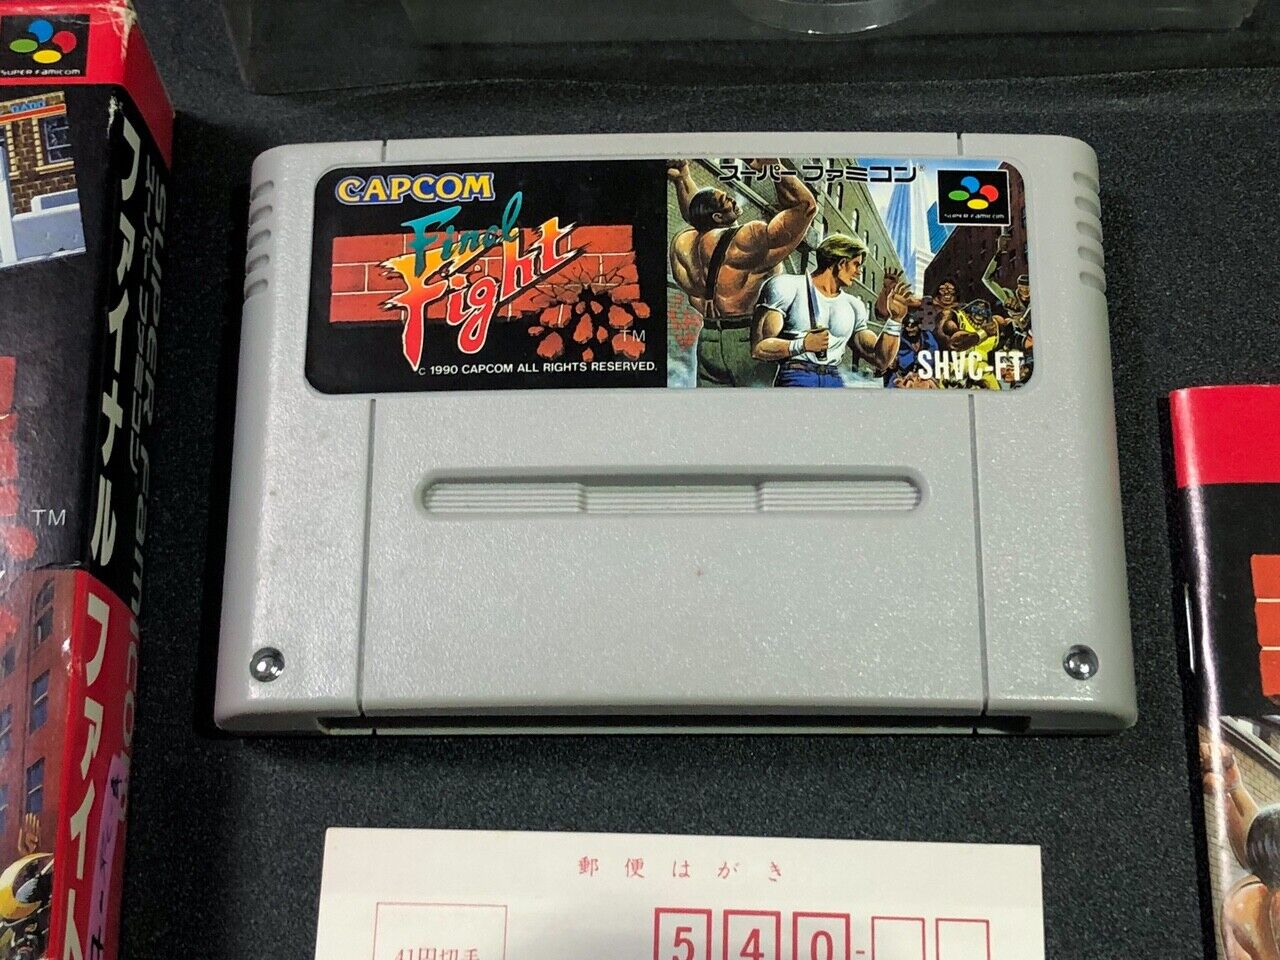 SUPER Famicom
TM
SUPER Famicom
ファイナル
ファイ
CAPCOM
Final
Fight
TM
C 1990 CAPCOM ALL RIGHTS RESERVED.
スーパーファミコン
SUPER Famicom
SHVC-FT
郵便はがき
41円切手
540-